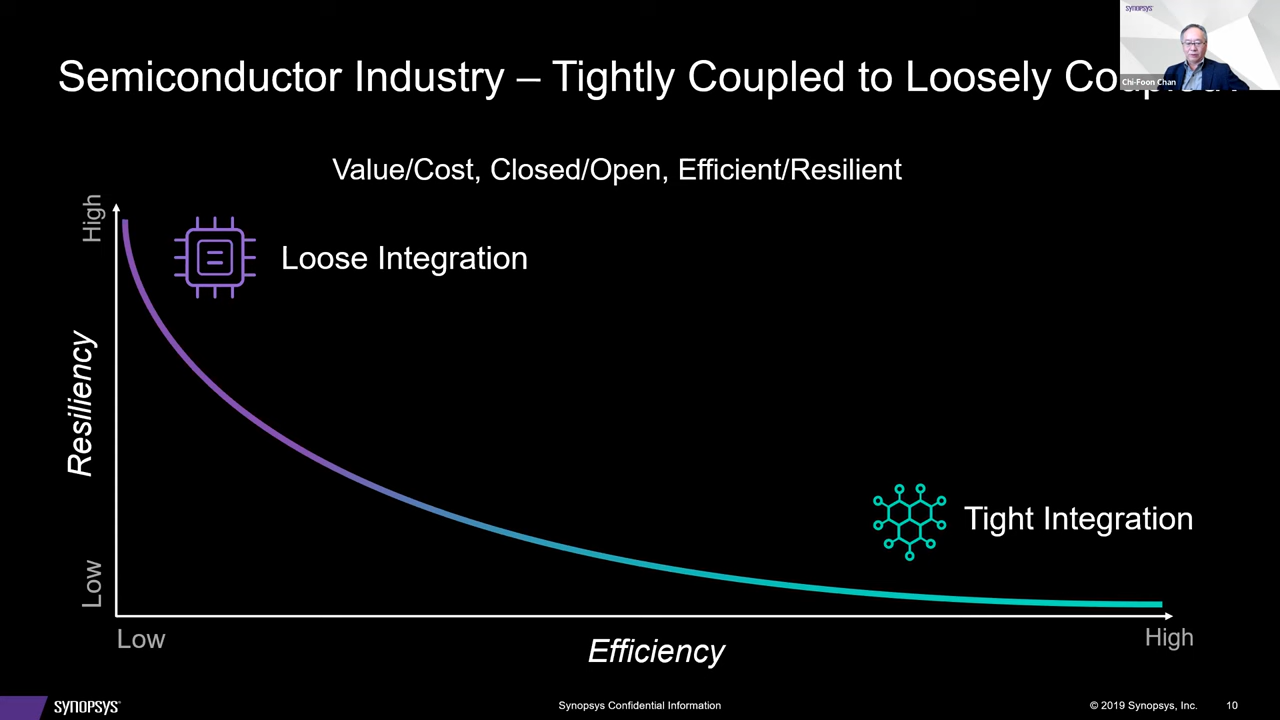 SYNOPSYS
Chi-Foon Chan
Semiconductor Industry – Tightly Coupled to Loosely
Value/Cost, Closed/Open, Efficient/Resilient
High
Loose Integration
Resiliency
Tight Integration
Low
Low
High
Efficiency
SYNOPSYS
Synopsys Confidential Information
© 2019 Synopsys, Inc.
10